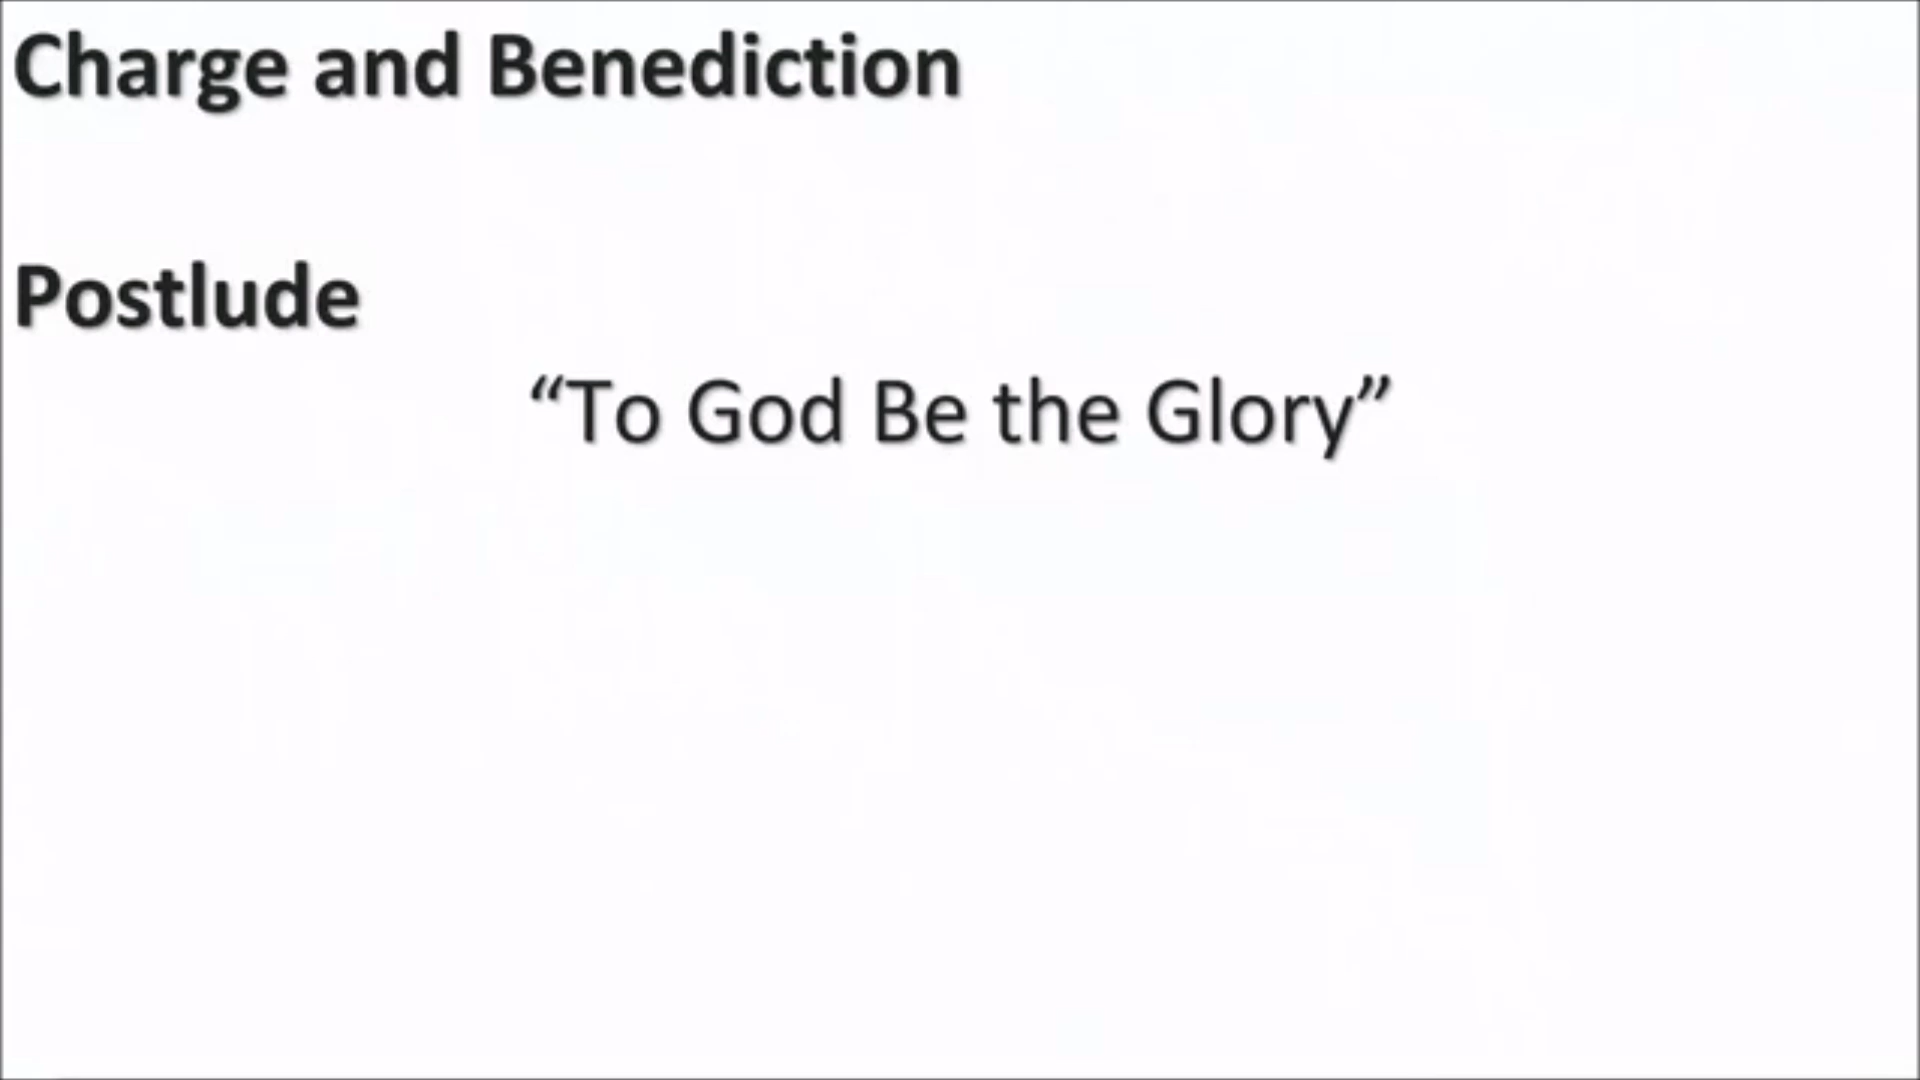 Charge and Benediction
Postlude
“To God Be the Glory”